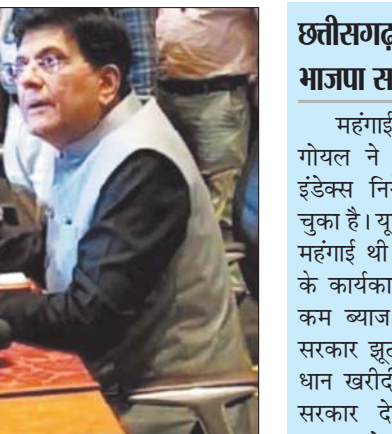 छत्तीसगढ़
भाजपा स
महंगाई
गोयल ने
इंडेक्स नि
चुका है। यू
महंगाई थी
के कार्यका
कम ब्याज
सरकार झू
धान खरीदी
सरकार दे